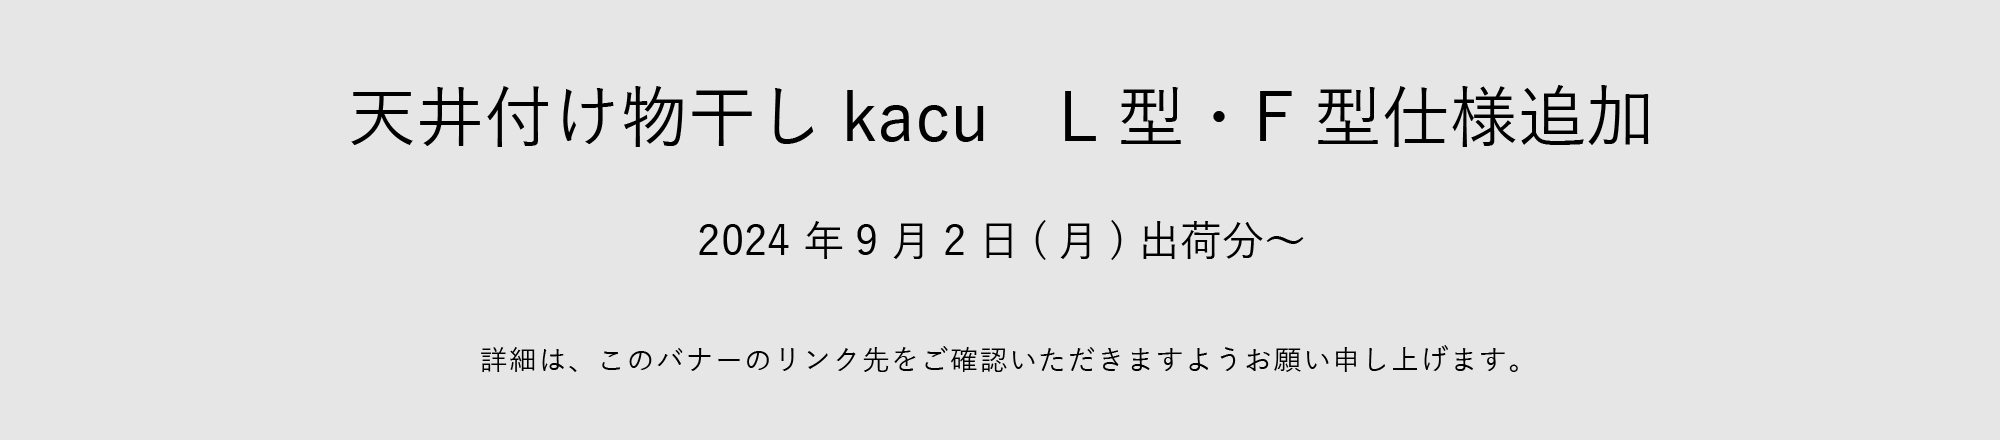 天井付け物干し kacu　L 型・F 型仕様追加
2024 年 9 月 2 日 ( 月 ) 出荷分～
詳細は、このバナーのリンク先をご確認いただきますようお願い申し上げます。